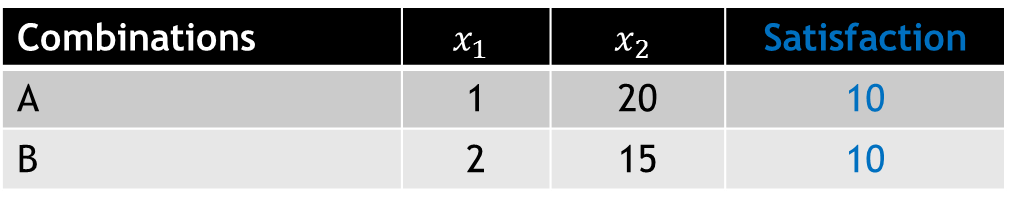 Combinations x₁ x₂ Satisfaction
A 1 20 10
B 2 15 10